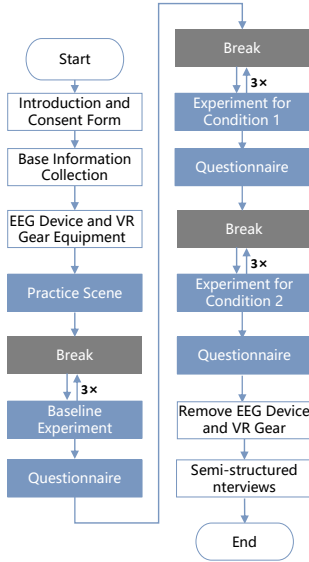 Start
Introduction and
Consent Form
Base Information
Collection
EEG Device and VR
Gear Equipment
Practice Scene
Break
3×
Baseline
Experiment
Questionnaire
Break
3×
Experiment for
Condition 1
Questionnaire
Break
3×
Experiment for
Condition 2
Questionnaire
Remove EEG Device
and VR Gear
Semi-structured
nterviews
End